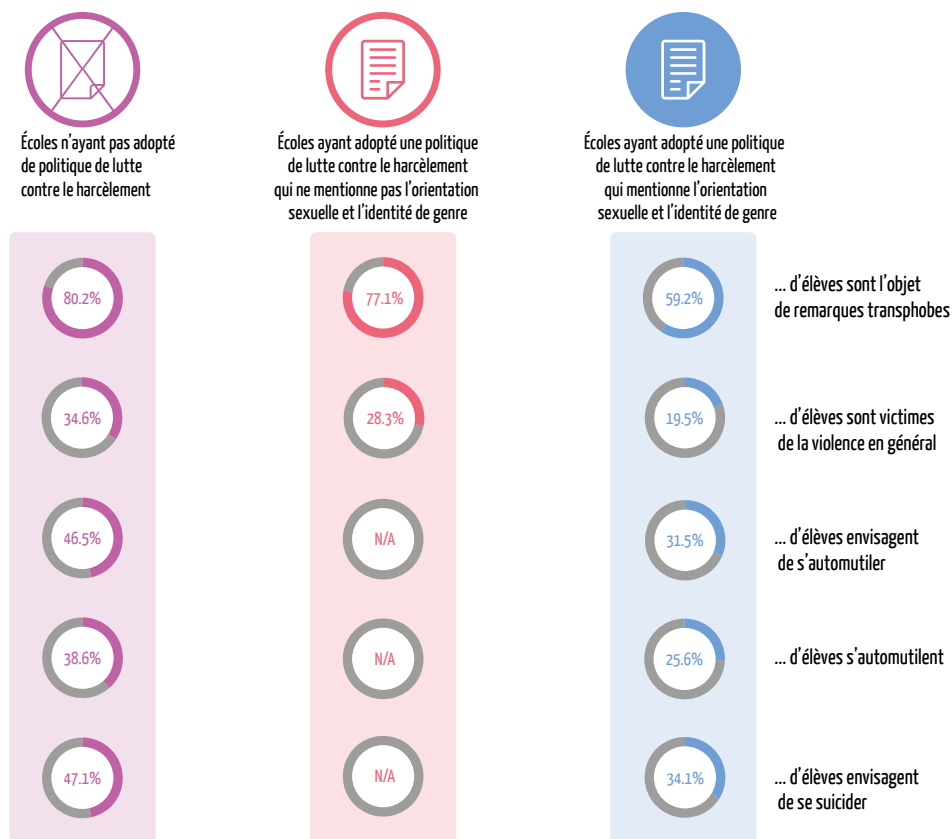 Écoles n'ayant pas adopté
de politique de lutte
contre le harcèlement
Écoles ayant adopté une politique
de lutte contre le harcèlement
qui ne mentionne pas l'orientation
sexuelle et l'identité de genre
Écoles ayant adopté une politique
de lutte contre le harcèlement
qui mentionne l'orientation
sexuelle et l'identité de genre
80.2%
77.1%
59.2%
... d'élèves sont l'objet
de remarques transphobes
34.6%
28.3%
19.5%
... d'élèves sont victimes
de la violence en général
46.5%
N/A
31.5%
... d'élèves envisagent
de s'automutiler
38.6%
N/A
25.6%
... d'élèves s'automutilent
47.1%
N/A
34.1%
... d'élèves envisagent
de se suicider